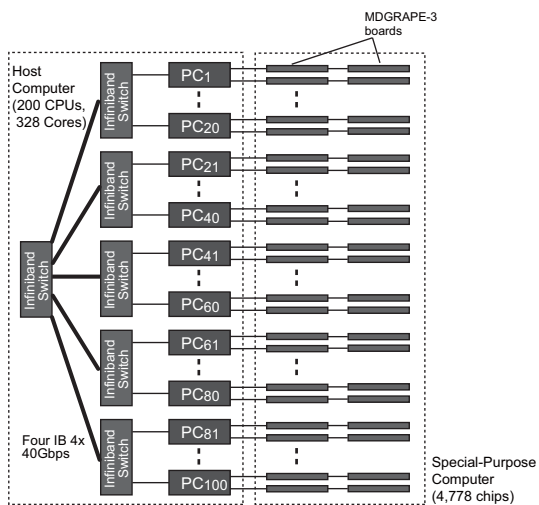 MDGRAPE-3
boards
Host
Computer
(200 CPUs,
328 Cores)
Infiniband
Switch
PC1
PC20
Infiniband
Switch
PC21
PC40
Infiniband
Switch
Infiniband
Switch
PC41
PC60
Infiniband
Switch
PC61
PC80
Four IB 4x
40Gbps
Infiniband
Switch
PC81
PC100
Special-Purpose
Computer
(4,778 chips)